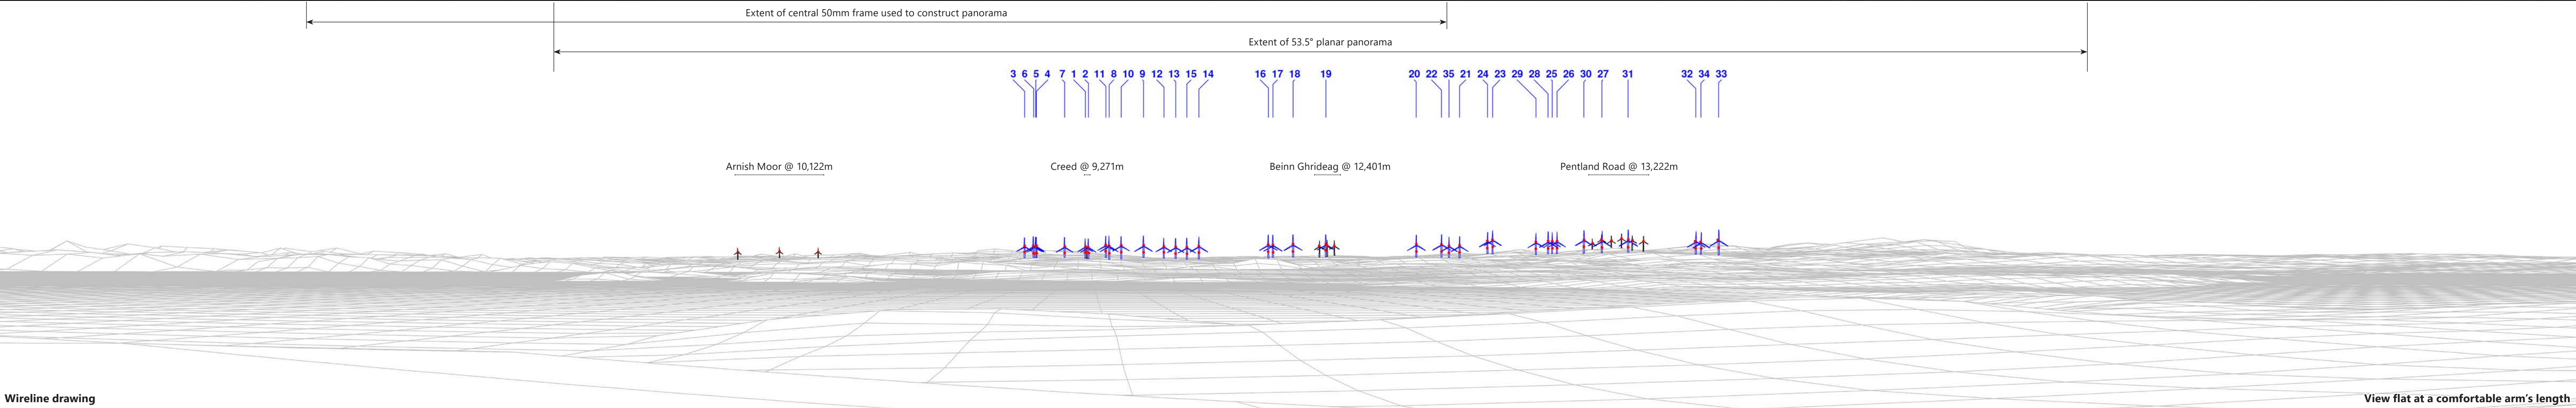 Extent of central 50mm frame used to construct panorama
Extent of 53.5° planar panorama
3 6 5 4 7 1 2 11 8 10 9 12 13 15 14 16 17 18 19 20 22 35 21 24 23 29 28 25 26 30 27 31 32 34 33
Arnish Moor @ 10,122m Creed @ 9,271m Beinn Ghrideag @ 12,401m Pentland Road @ 13,222m
Wireline drawing View flat at a comfortable arm's length